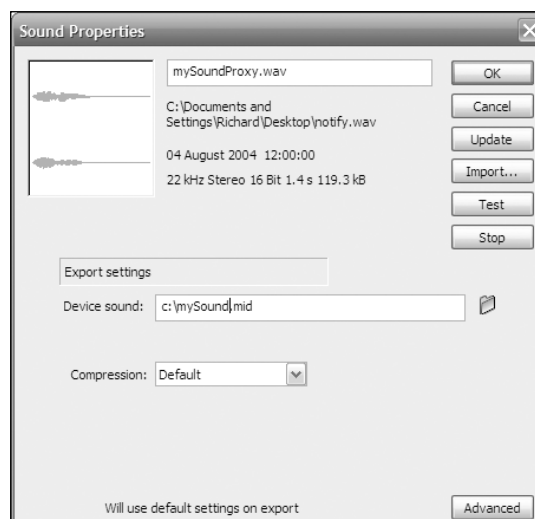 Sound Properties
mySoundProxy.wav
OK
C:\Documents and
Settings\Richard\Desktop\notify.wav
Cancel
04 August 2004 12:00:00
Update
22 kHz Stereo 16 Bit 1.4 s 119.3 kB
Import...
Test
Stop
Export settings
Device sound: c:\mySound.mid
Compression: Default
Will use default settings on export
Advanced